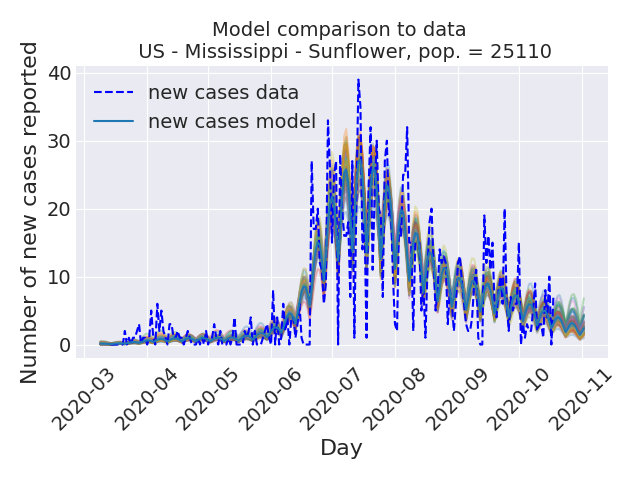 Model comparison to data
US - Mississippi - Sunflower, pop. = 25110
Number of new cases reported
40
30
20
10
0
new cases data
new cases model
2020-03
2020-04
2020-05
2020-06
2020-07
2020-08
2020-09
2020-10
2020-11
Day